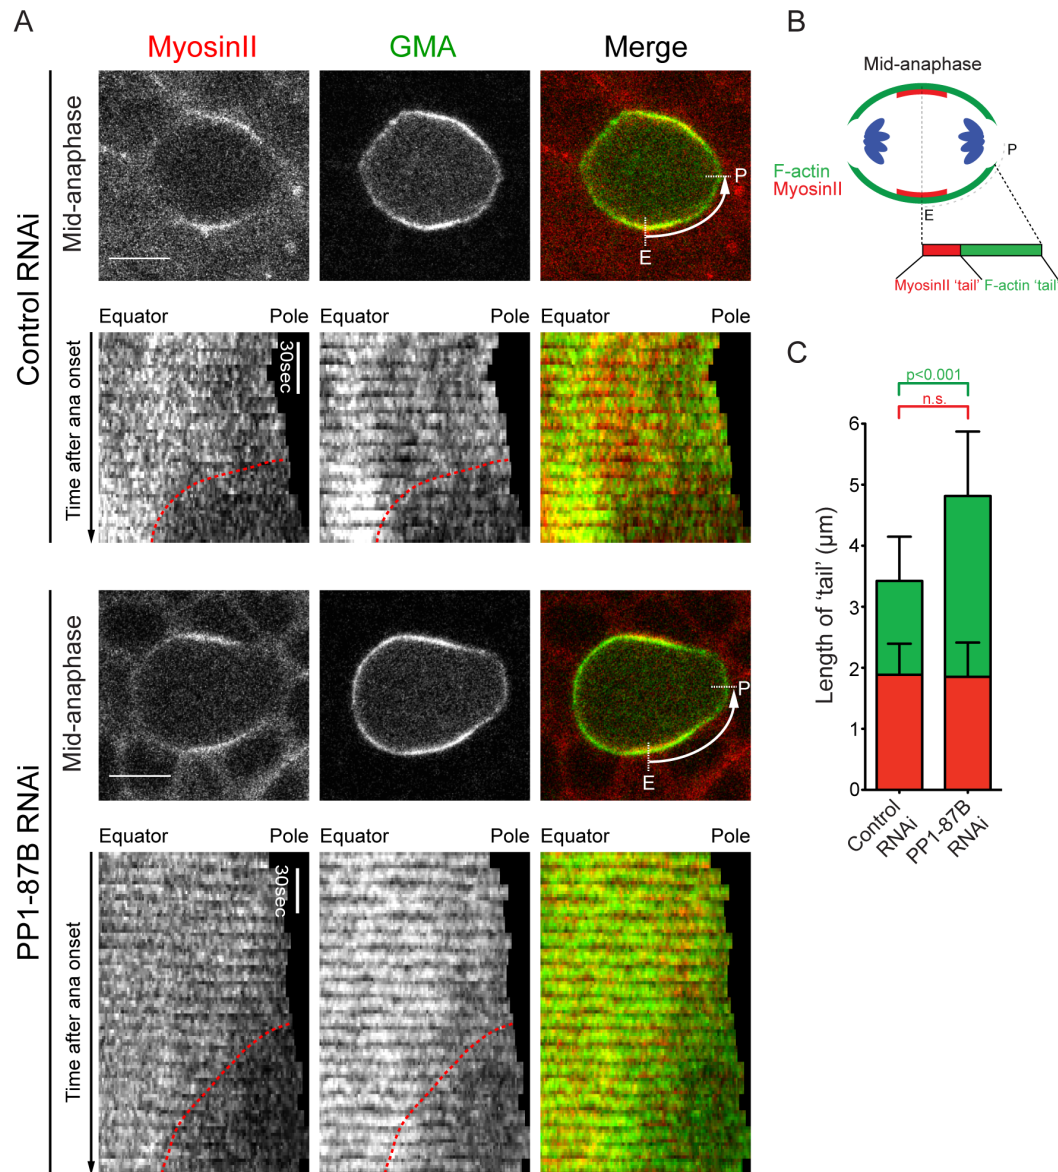 A
MyosinII
GMA
Merge
Control RNAi
Mid-anaphase
P
E
Equator
Pole
Equator
Pole
Equator
Pole
Time after ana onset
30sec
PP1-87B RNAi
Mid-anaphase
P
E
Equator
Pole
Equator
Pole
Equator
Pole
Time after ana onset
30sec
B
Mid-anaphase
P
F-actin
MyosinII
E
MyosinII 'tail'
F-actin 'tail'
C
p<0.001
n.s.
Length of 'tail' (μm)
6
5
4
3
2
1
0
Control
RNAi
PP1-87B
RNAi